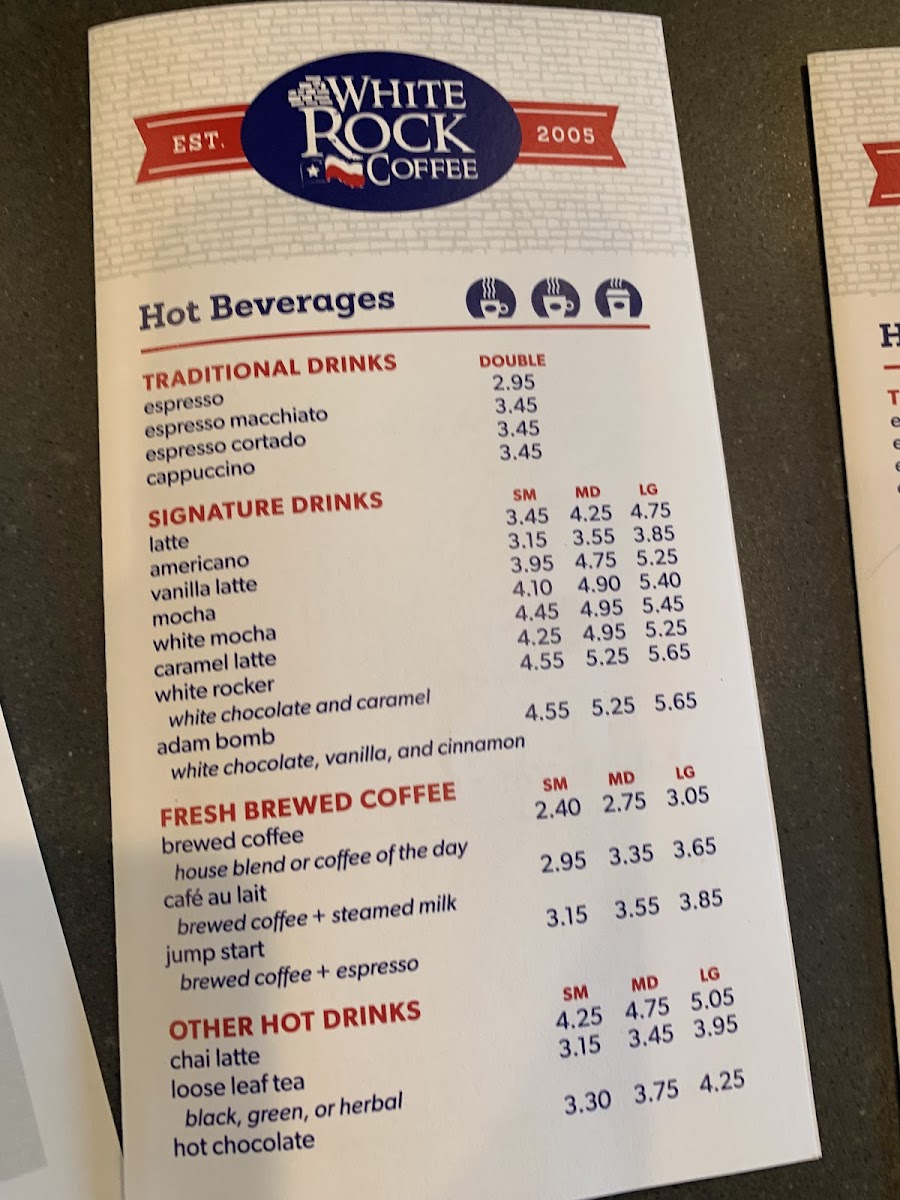 EST.
WHITE
ROCK
COFFEE
2005
Hot Beverages
TRADITIONAL DRINKS DOUBLE
espresso 2.95
espresso macchiato 3.45
espresso cortado 3.45
cappuccino 3.45
SIGNATURE DRINKS SM MD LG
latte 3.45 4.25 4.75
americano 3.15 3.55 3.85
vanilla latte 3.95 4.75 5.25
mocha 4.10 4.90 5.40
white mocha 4.45 4.95 5.45
caramel latte 4.25 4.95 5.25
white rocker 4.55 5.25 5.65
white chocolate and caramel
adam bomb 4.55 5.25 5.65
white chocolate, vanilla, and cinnamon
FRESH BREWED COFFEE SM MD LG
brewed coffee 2.40 2.75 3.05
house blend or coffee of the day
café au lait 2.95 3.35 3.65
brewed coffee + steamed milk
jump start 3.15 3.55 3.85
brewed coffee + espresso
OTHER HOT DRINKS SM MD LG
chai latte 4.25 4.75 5.05
loose leaf tea 3.15 3.45 3.95
black, green, or herbal
hot chocolate 3.30 3.75 4.25
H
T
e
e
e